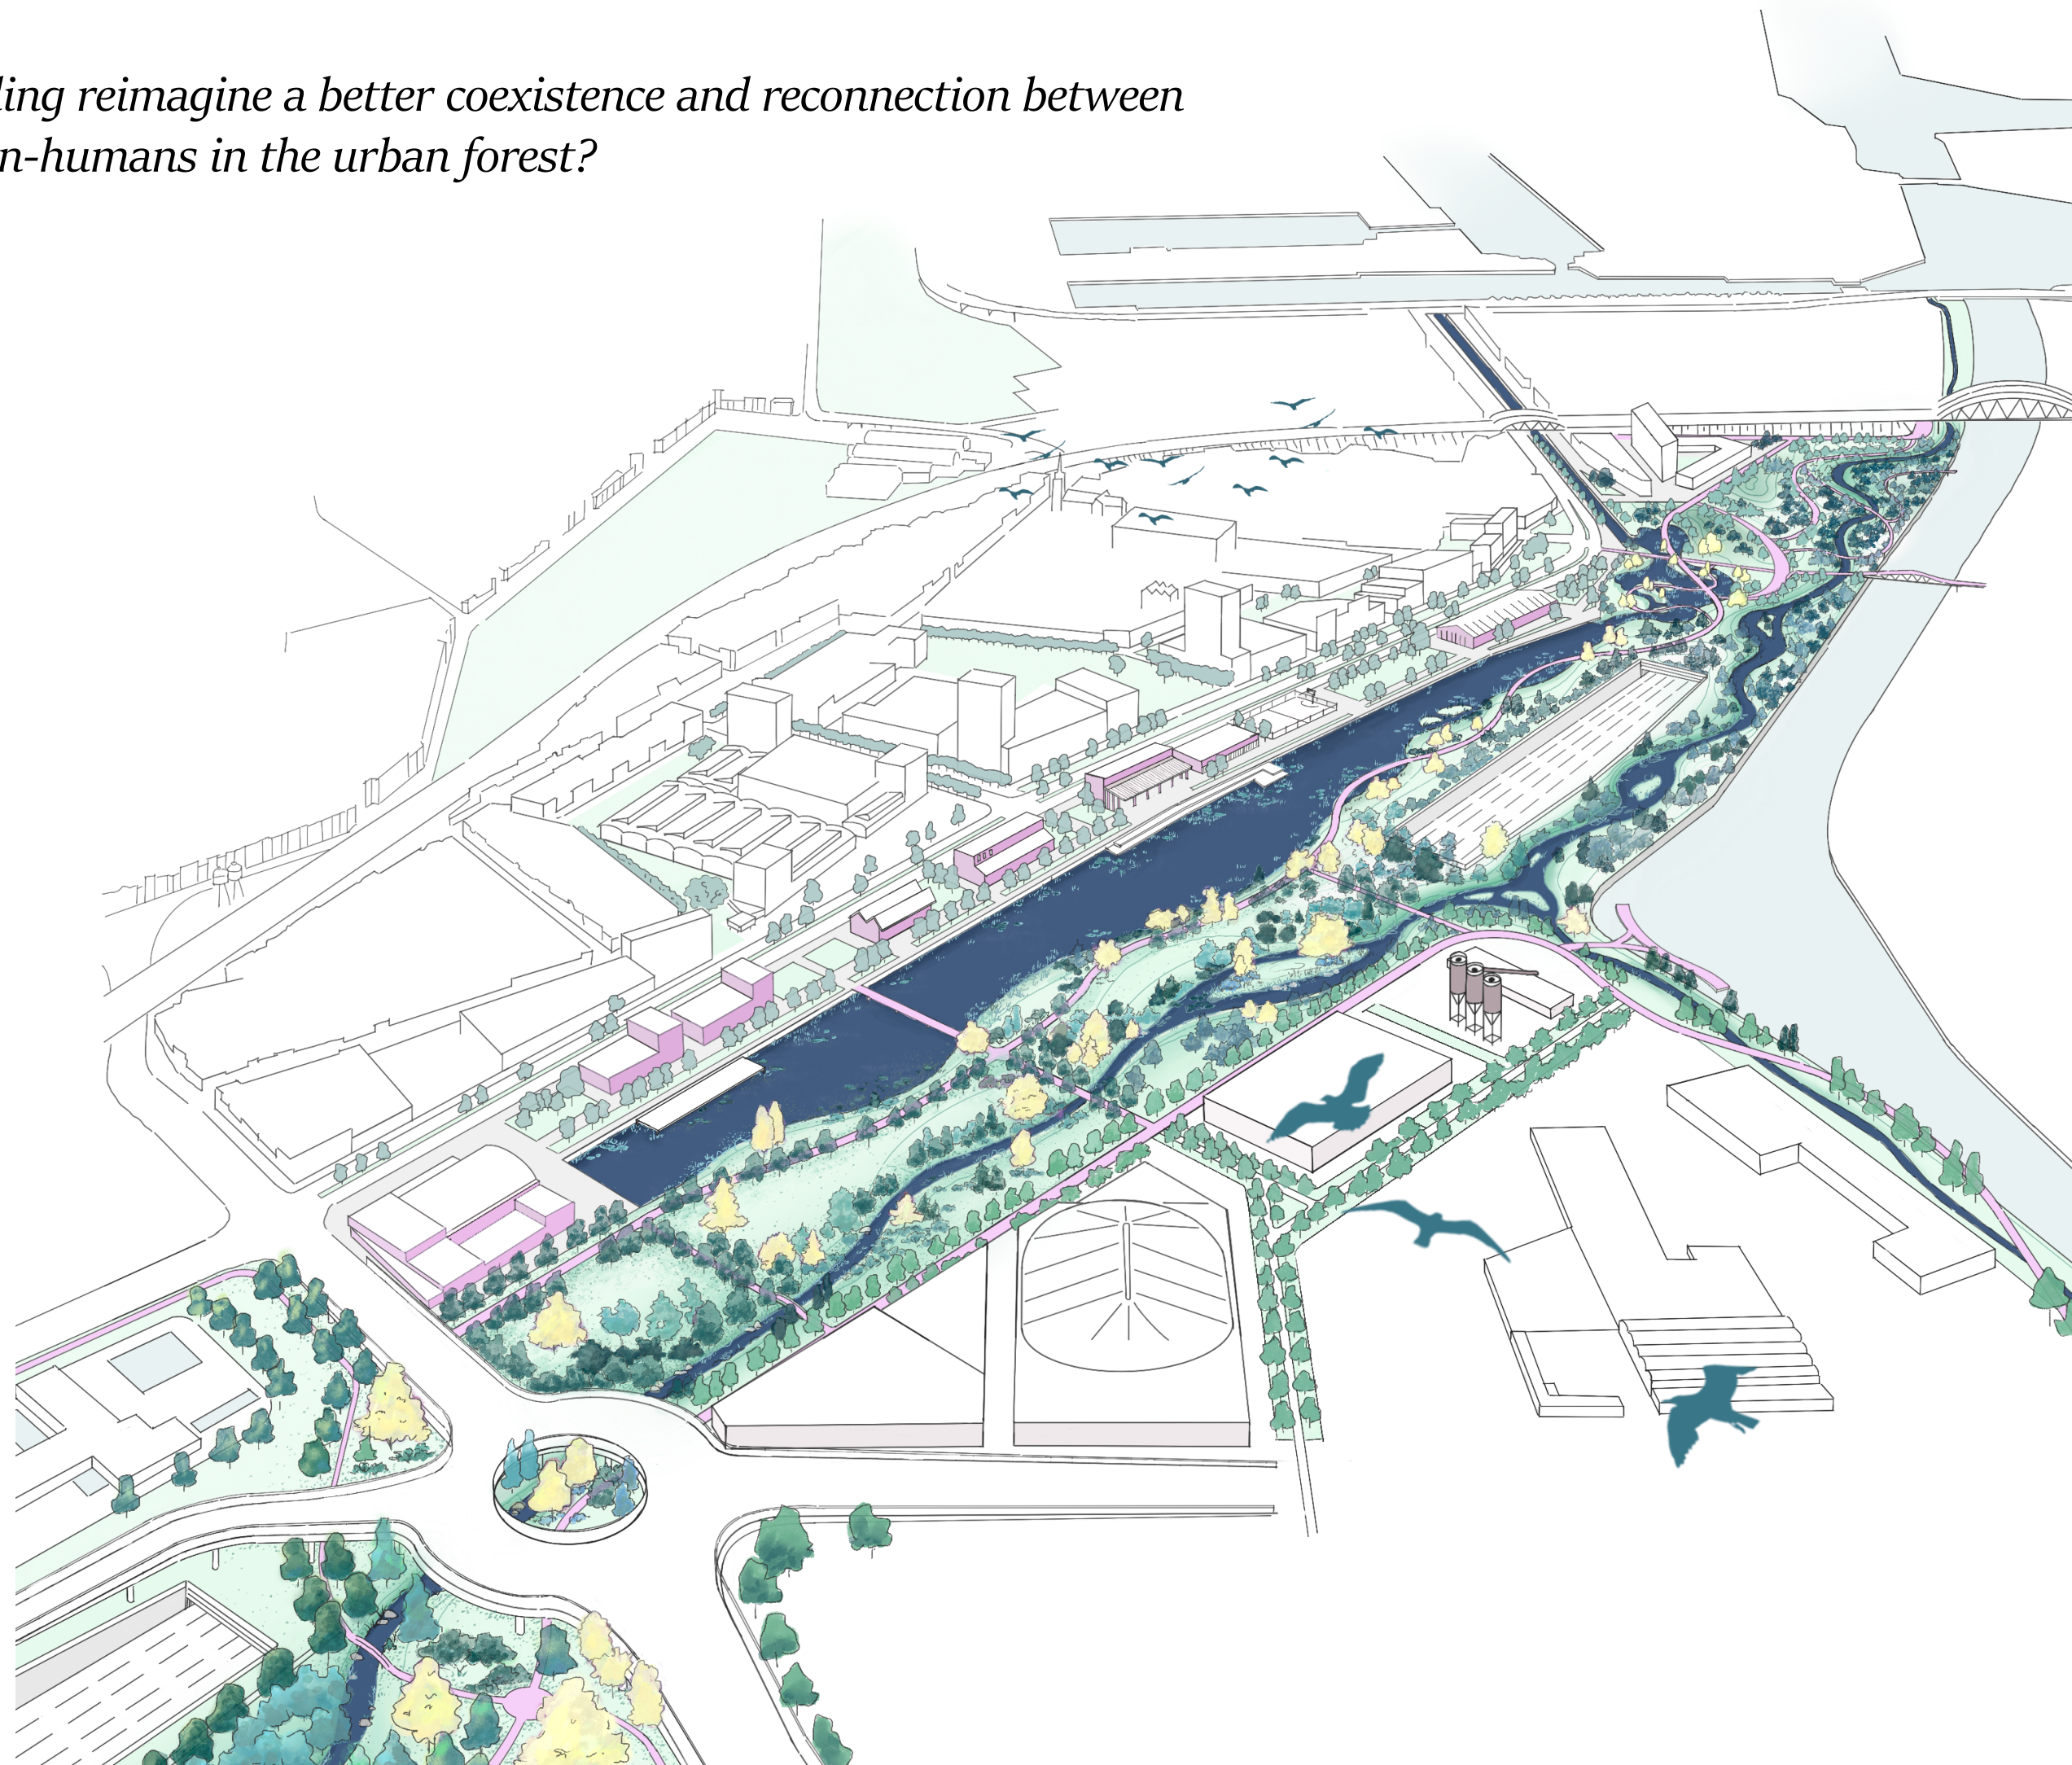 ling reimagine a better coexistence and reconnection between
n-humans in the urban forest?